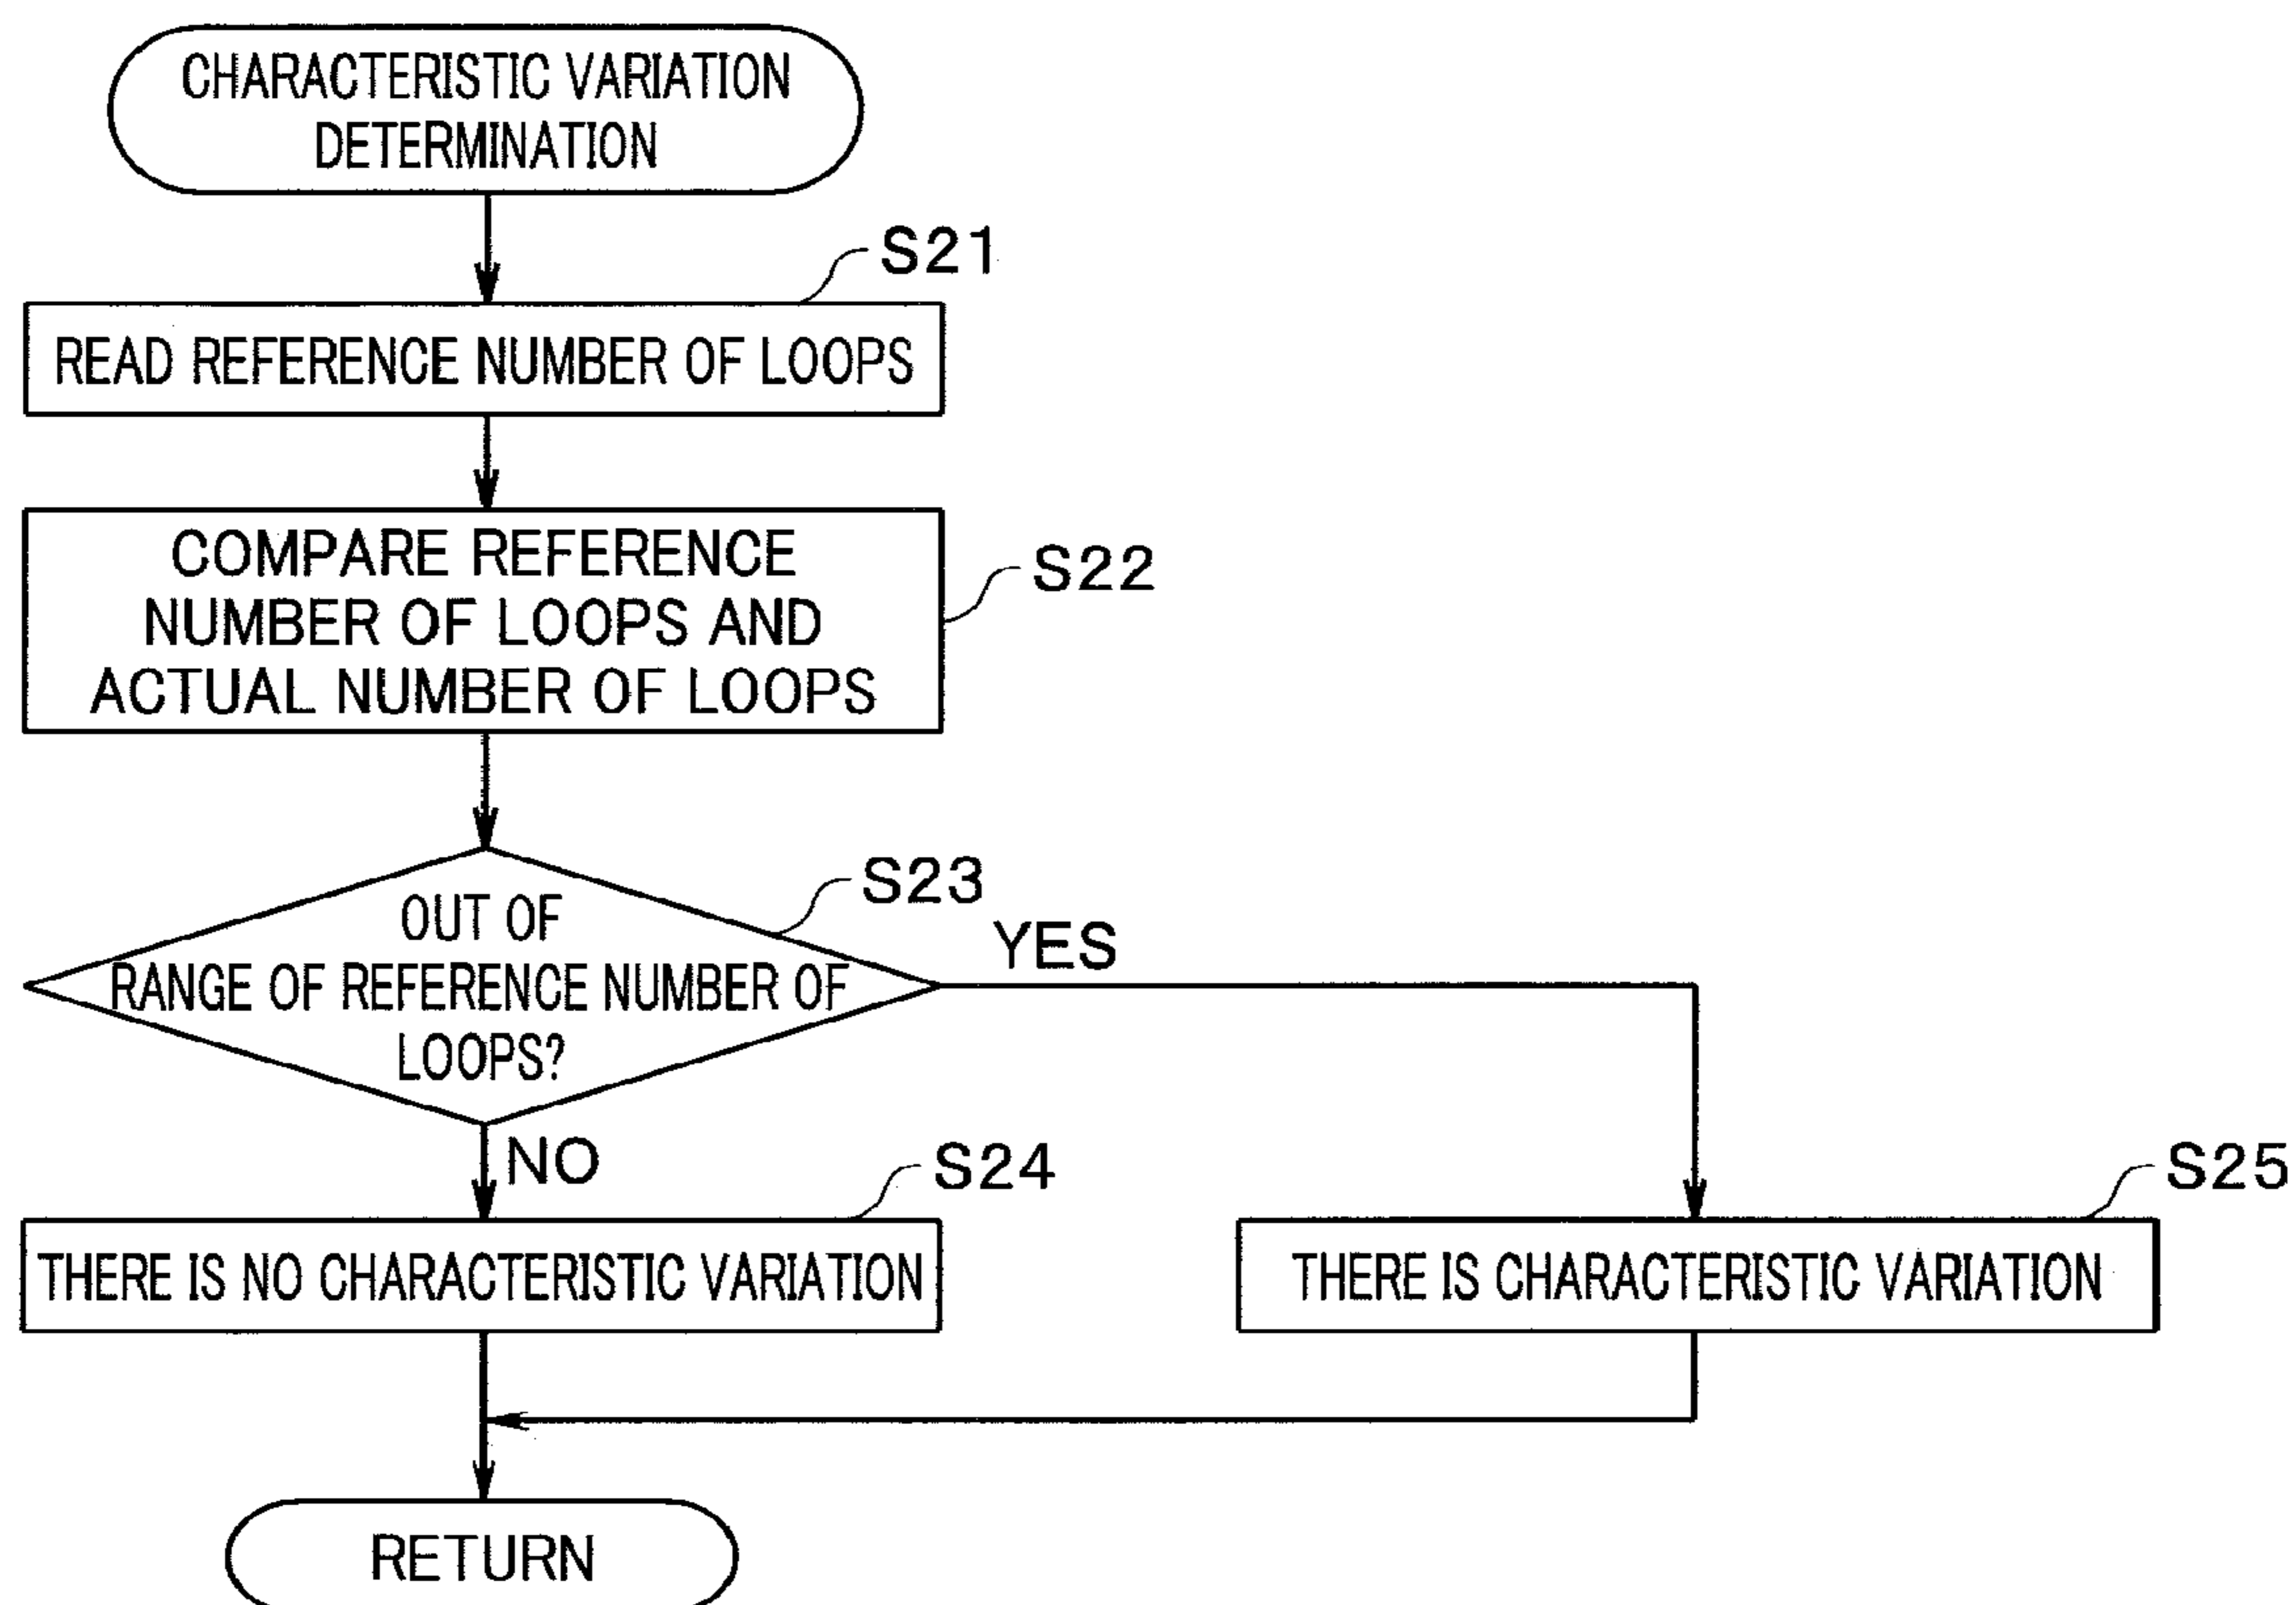 CHARACTERISTIC VARIATION
DETERMINATION
S21
READ REFERENCE NUMBER OF LOOPS
COMPARE REFERENCE
NUMBER OF LOOPS AND
ACTUAL NUMBER OF LOOPS
S22
S23
OUT OF
RANGE OF REFERENCE NUMBER OF
LOOPS?
YES
NO
S24
THERE IS NO CHARACTERISTIC VARIATION
S25
THERE IS CHARACTERISTIC VARIATION
RETURN